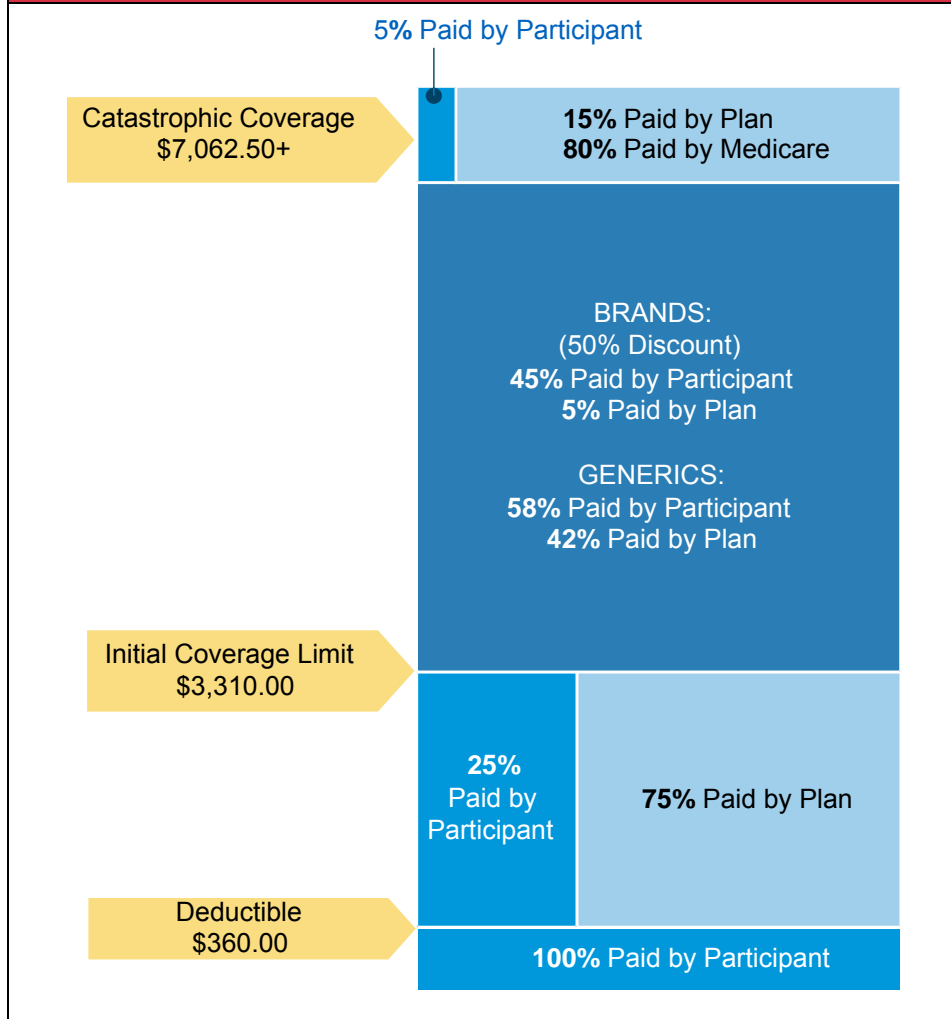 5% Paid by Participant
Catastrophic Coverage
$7,062.50+
15% Paid by Plan
80% Paid by Medicare
BRANDS:
(50% Discount)
45% Paid by Participant
5% Paid by Plan
GENERICS:
58% Paid by Participant
42% Paid by Plan
Initial Coverage Limit
$3,310.00
25%
Paid by
Participant
75% Paid by Plan
Deductible
$360.00
100% Paid by Participant